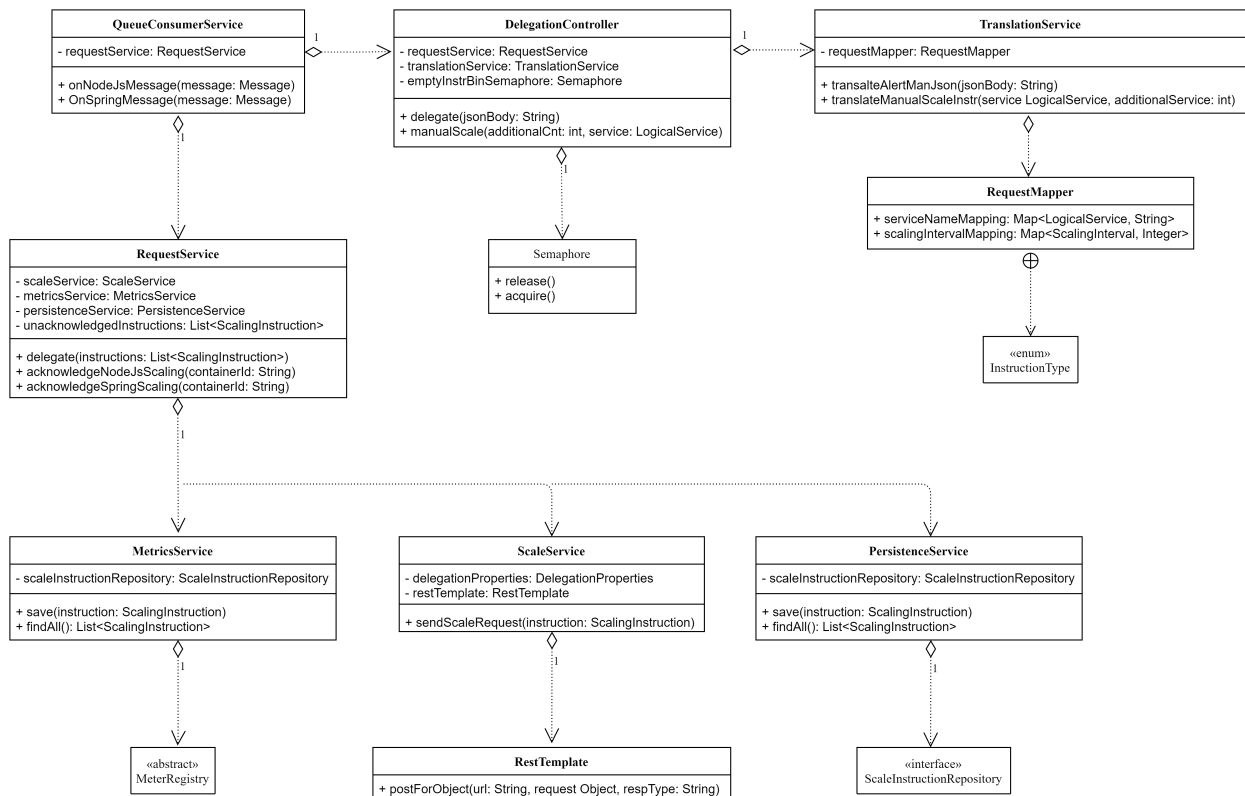 QueueConsumerService
- requestService: RequestService
+ onNodeJsMessage(message: Message)
+ OnSpringMessage(message: Message)
1
1
DelegationController
- requestService: RequestService
- translationService: TranslationService
- emptyInstrBinSemaphore: Semaphore
+ delegate(jsonBody: String)
+ manualScale(additionalCnt: int, service: LogicalService)
1
1
TranslationService
- requestMapper: RequestMapper
+ transalteAlertManJson(jsonBody: String)
+ translateManualScaleInstr(service LogicalService, additionalService: int)
RequestMapper
+ serviceNameMapping: Map<LogicalService, String>
+ scalingIntervalMapping: Map<ScalingInterval, Integer>
RequestService
- scaleService: ScaleService
- metricsService: MetricsService
- persistenceService: PersistenceService
- unacknowledgedInstructions: List<ScalingInstruction>
+ delegate(instructions: List<ScalingInstruction>)
+ acknowledgeNodeJsScaling(containerId: String)
+ acknowledgeSpringScaling(containerId: String)
1
Semaphore
+ release()
+ acquire()
«enum»
InstructionType
MetricsService
- scaleInstructionRepository: ScaleInstructionRepository
+ save(instruction: ScalingInstruction)
+ findAll(): List<ScalingInstruction>
1
ScaleService
- delegationProperties: DelegationProperties
- restTemplate: RestTemplate
+ sendScaleRequest(instruction: ScalingInstruction)
1
PersistenceService
- scaleInstructionRepository: ScaleInstructionRepository
+ save(instruction: ScalingInstruction)
+ findAll(): List<ScalingInstruction>
1
«abstract»
MeterRegistry
RestTemplate
+ postForObject(url: String, request Object, respType: String)
«interface»
ScaleInstructionRepository